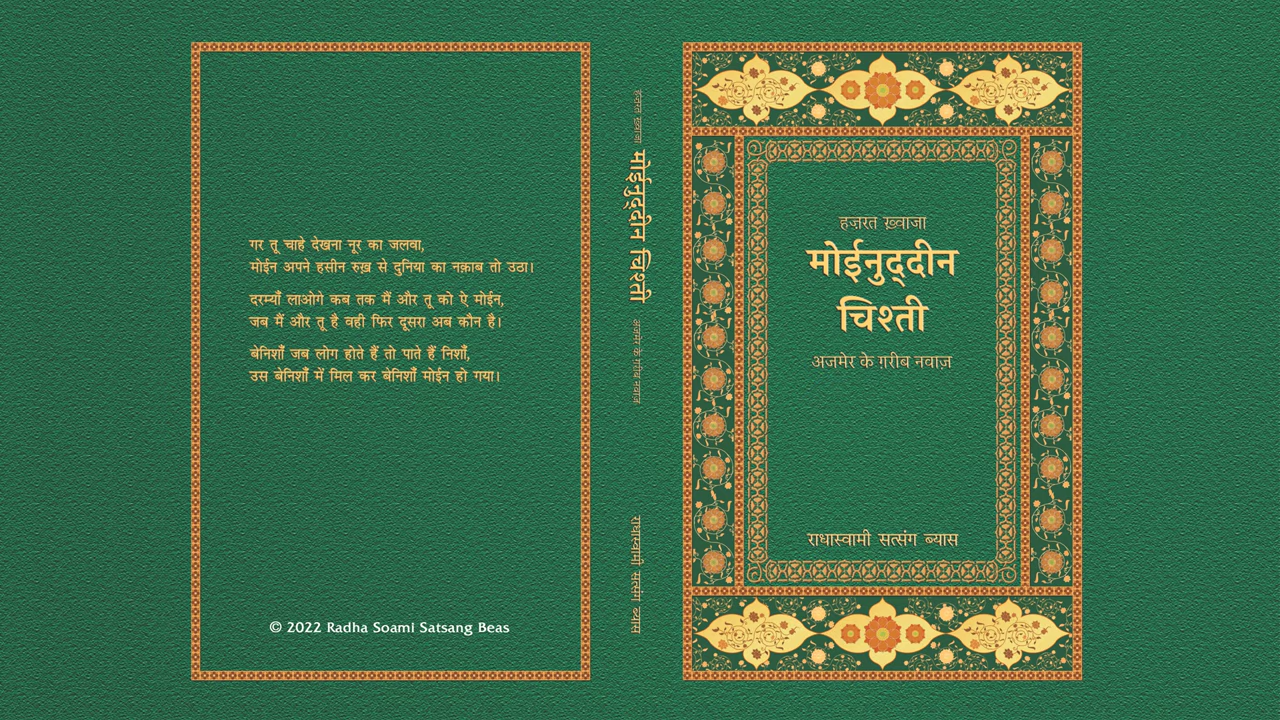 गर तू चाहे देखना नूर का जलवा,
मोईन अपने हसीन रुख़ से दुनिया का नक़ाब तो उठा।
दरम्याँ लाओगे कब तक मैं और तू को ऐ मोईन,
जब मैं और तू है वही फिर दूसरा अब कौन है।
बेनिशाँ जब लोग होते हैं तो पाते हैं निशाँ,
उस बेनिशाँ में मिल कर बेनिशाँ मोईन हो गया।
© 2022 Radha Soami Satsang Beas
हज़रत ख़्वाजा मोईनुद्दीन चिश्ती अजमेर के ग़रीब नवाज़ राधास्वामी सत्संग ब्यास
हज़रत ख़्वाजा
मोईनुद्दीन
चिश्ती
अजमेर के ग़रीब नवाज़
राधास्वामी सत्संग ब्यास